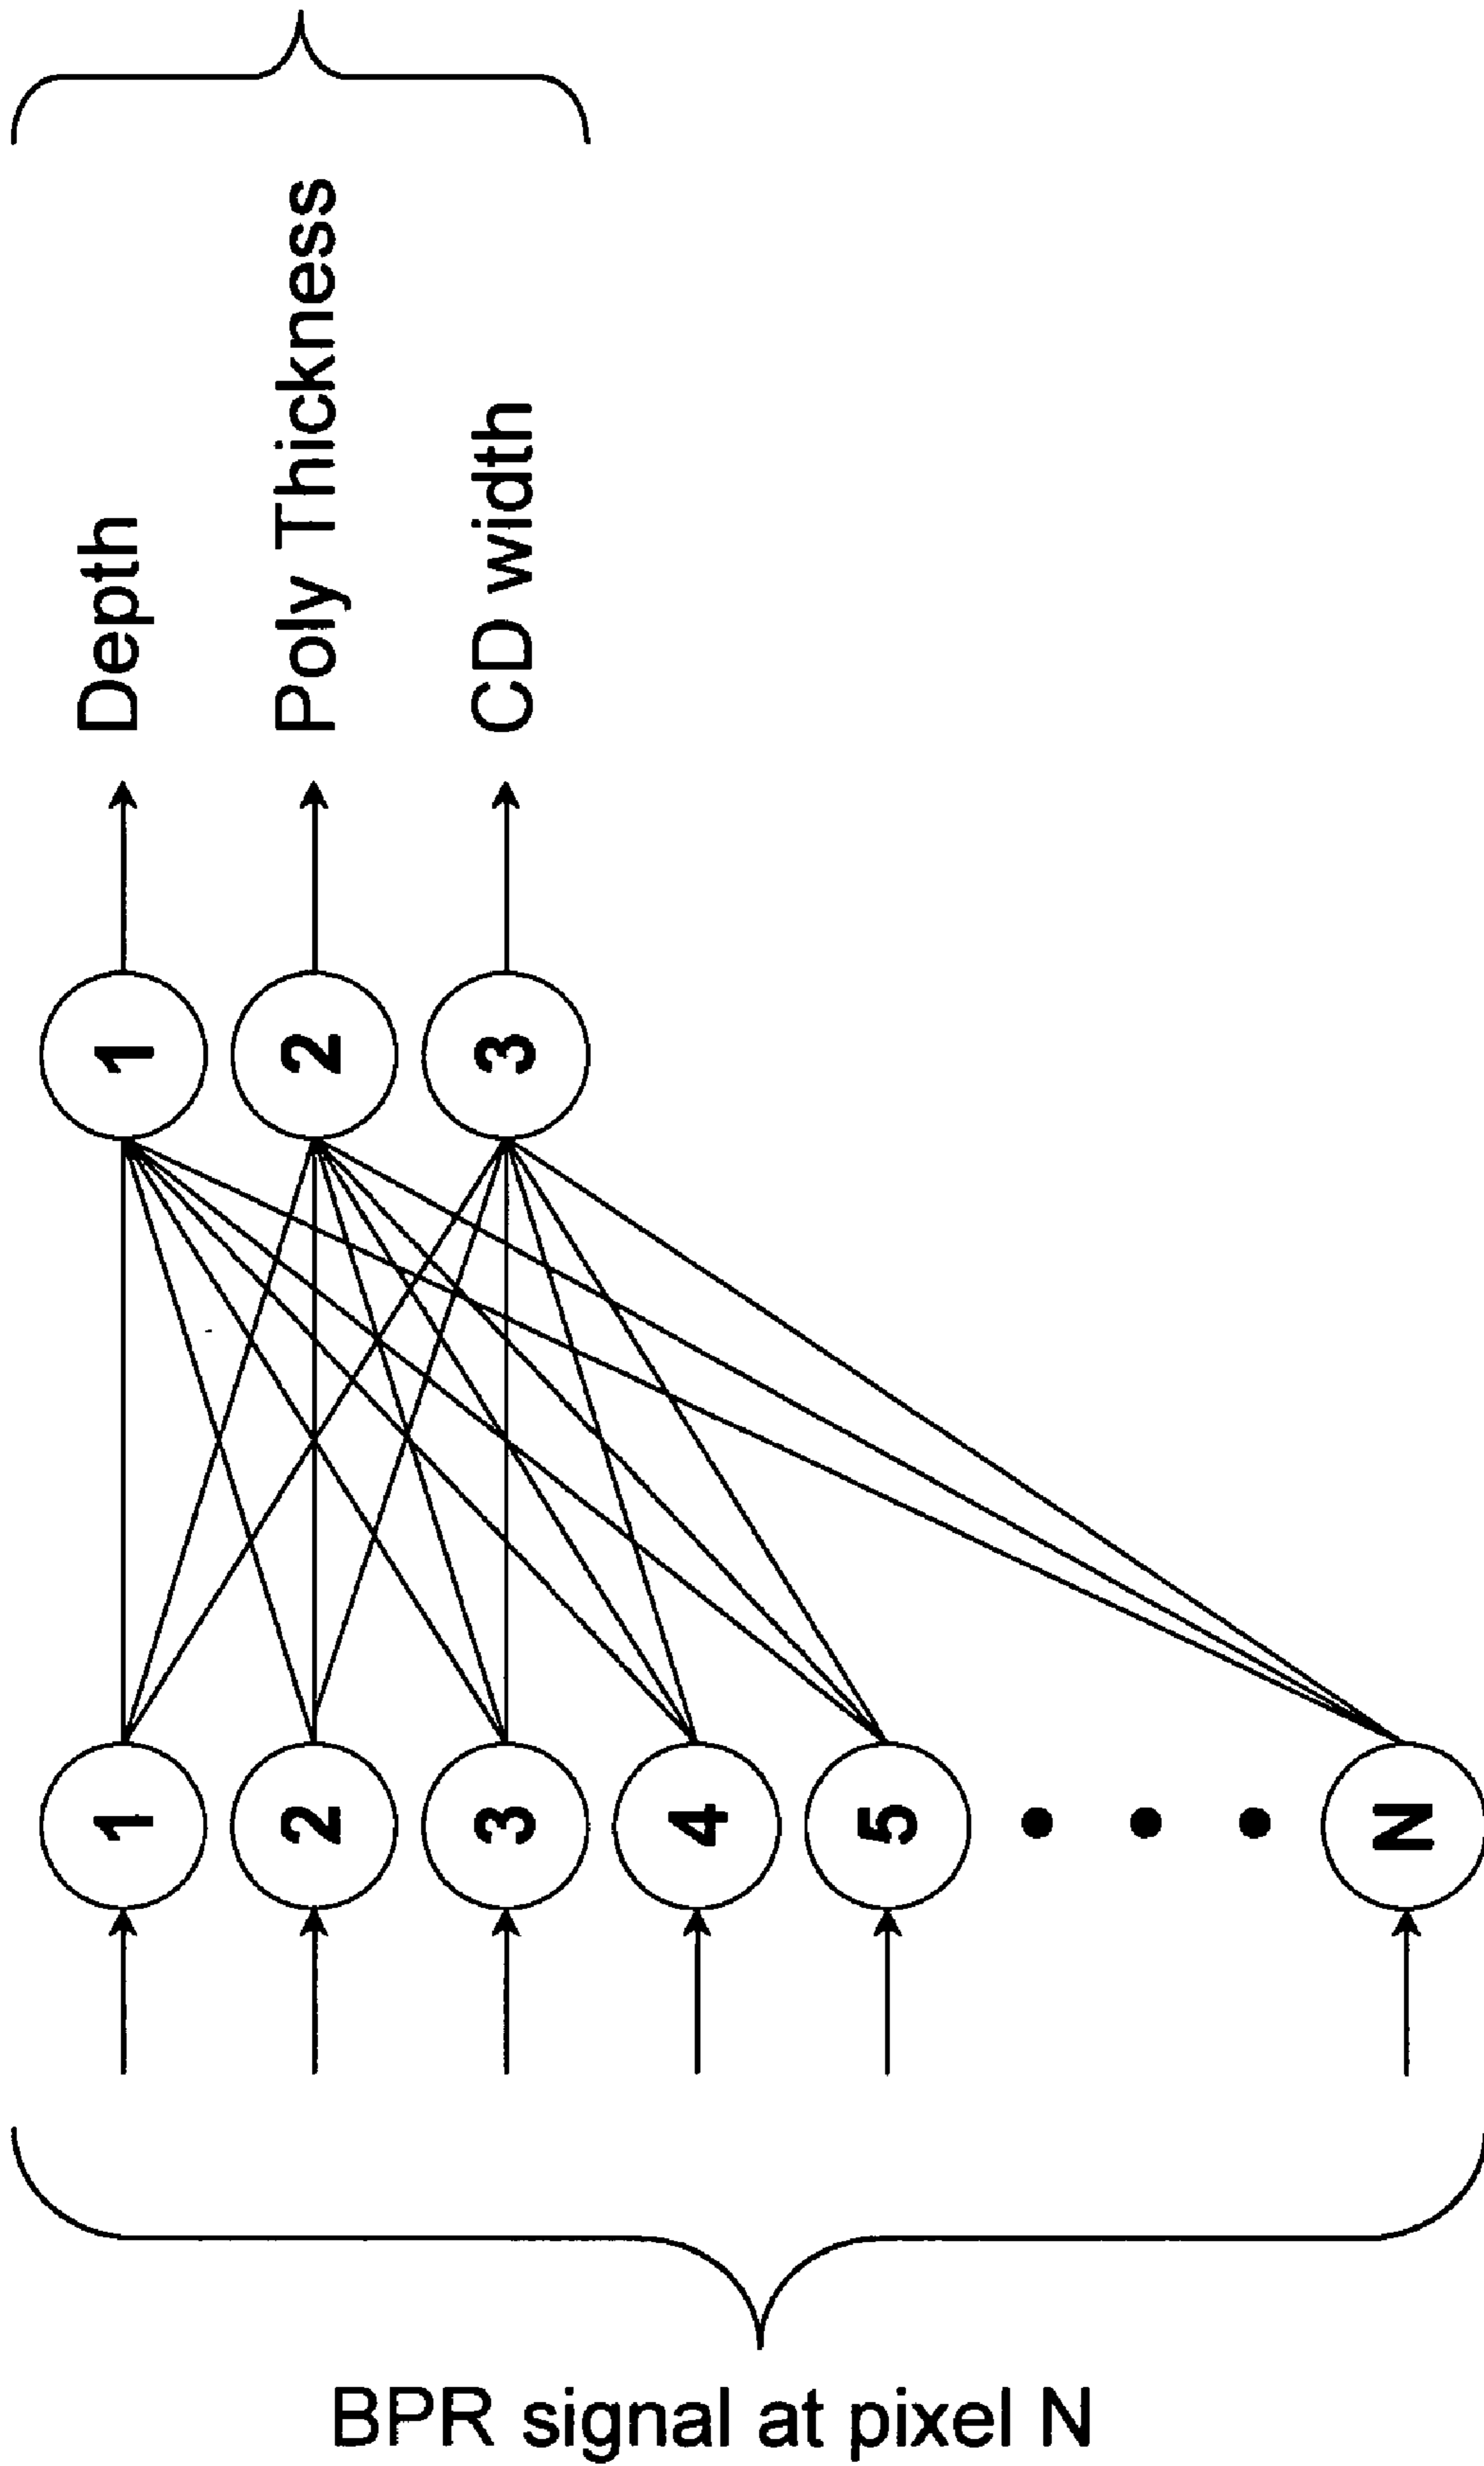 BPR signal at pixel N
1
2
3
4
5
N
1
2
3
Depth
Poly Thickness
CD width